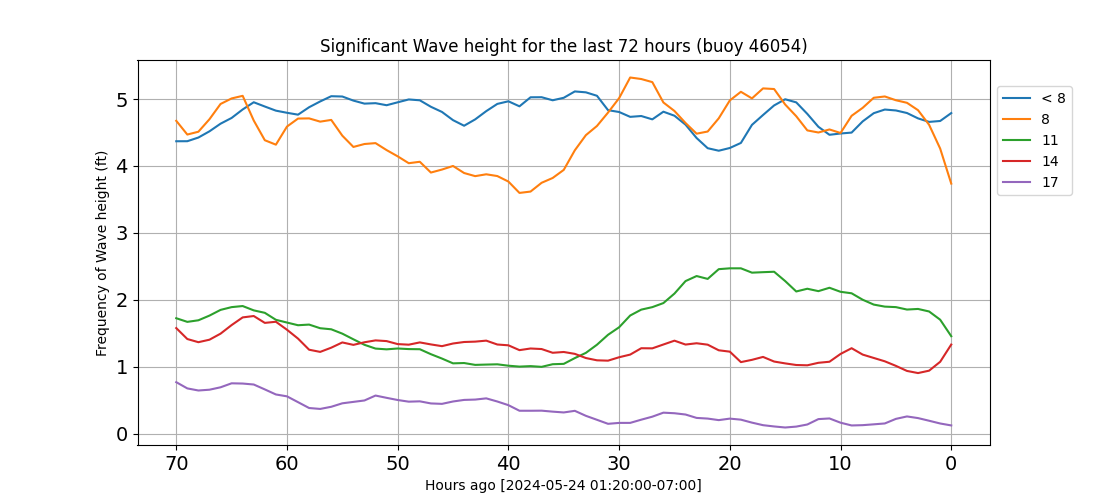 Significant Wave height for the last 72 hours (buoy 46054)
Frequency of Wave height (ft)
5
4
3
2
1
0
70 60 50 40 30 20 10 0
Hours ago [2024-05-24 01:20:00-07:00]
< 8
8
11
14
17